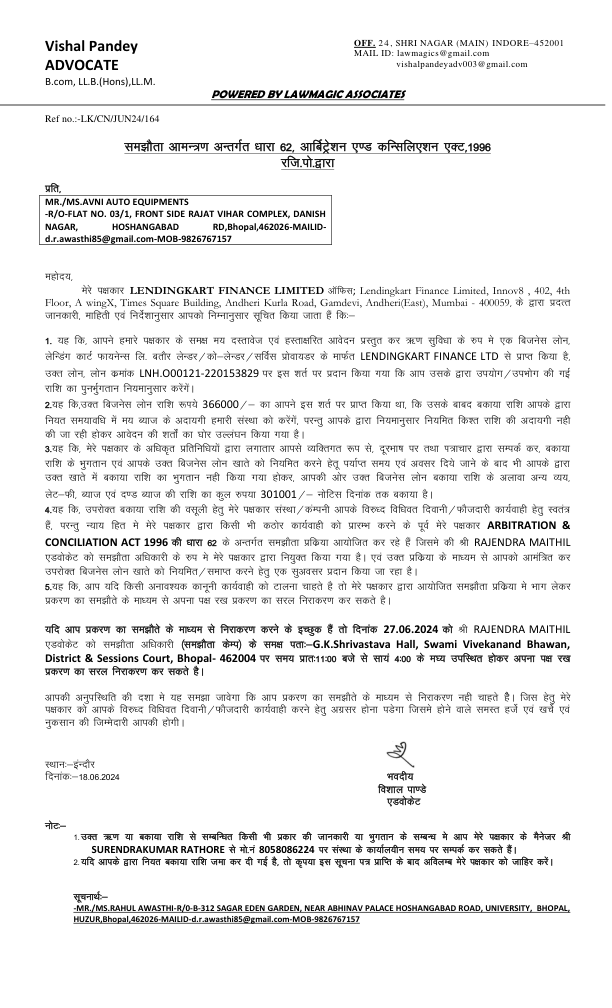 Vishal Pandey
ADVOCATE
B.com, LL.B.(Hons),LL.M.
OFF. 24, SHRI NAGAR (MAIN) INDORE-452001
MAIL ID: lawmagics@gmail.com
vishalpandeyadv003@gmail.com
POWERED BY LAWMAGIC ASSOCIATES
Ref no.:-LK/CN/JUN24/164
समझौता आमन्त्रण अन्तर्गत धारा 62, आर्बिट्रेशन एण्ड कन्सिलिएशन एक्ट,1996
रजि.पो.द्वारा
प्रति,
MR./MS.AVNI AUTO EQUIPMENTS
-R/O-FLAT NO. 03/1, FRONT SIDE RAJAT VIHAR COMPLEX, DANISH
NAGAR, HOSHANGABAD RD,Bhopal,462026-MAILID-
d.r.awasthi85@gmail.com-MOB-9826767157
महोदय,
मेरे पक्षकार LENDINGKART FINANCE LIMITED ऑफिस; Lendingkart Finance Limited, Innov8 , 402, 4th
Floor, A wingX, Times Square Building, Andheri Kurla Road, Gamdevi, Andheri(East), Mumbai - 400059, के द्वारा प्रदत्त
जानकारी, माहिती एवं निर्देशानुसार आपको निम्नानुसार सूचित किया जाता हैं कि:–
1. यह कि, आपने हमारे पक्षकार के समक्ष मय दस्तावेज एवं हस्ताक्षरित आवेदन प्रस्तुत कर ऋण सुविधा के रुप मे एक बिजनेस लोन,
लेन्डिंग कार्ट फायनेन्स लि. बतौर लेन्डर/को–लेन्डर/सर्विस प्रोवायडर के मार्फत LENDINGKART FINANCE LTD से प्राप्त किया है,
उक्त लोन, लोन क्रमांक LNH.O00121-220153829 पर इस शर्त पर प्रदान किया गया कि आप उसके द्वारा उपयोग/उपभोग की गई
राशि का पुनर्मुगतान नियमानुसार करेंगें।
2.यह कि,उक्त बिजनेस लोन राशि रूपये 366000/– का आपने इस शर्त पर प्राप्त किया था, कि उसके बादद बकाया राशि आपके द्वारा
नियत समयावधि में मय ब्याज के अदायगी हमारी संस्था को करेंगें, परन्तु आपके द्वारा नियमानुसार नियमित किश्त राशि की अदायगी नही
की जा रही होकर आवेदन की शर्तों का घोर उल्लंघन किया गया है।
3.यह कि, मेरे पक्षकार के अधिकृत प्रतिनिधियों द्वारा लगातार आपसे व्यक्तिगत रूप से, दूरभाष पर तथा पत्राचार द्वारा सम्पर्क कर, बकाया
राशि के भुगतान एवं आपके उक्त बिजनेस लोन खाते को नियमित करने हेतू पर्याप्त समय एवं अवसर दिये जाने के बाद भी आपके द्वारा
उक्त खाते में बकाया राशि का भुगतान नही किया गया होकर, आपकी ओर उक्त बिजनेस लोन बकाया राशि के अलावा अन्य व्यय,
लेट–फी, ब्याज एवं दण्ड ब्याज की राशि का कुल रुपया 301001/– नोटिस दिनांक तक बकाया है।
4.यह कि, उपरोक्त बकाया राशि की वसूली हेतु मेरे पक्षकार संस्था/कंपनी आपके विरुध्द विधिवत दिवानी/फौजदारी कार्यवाही हेतु स्वतंत्र
हैं, परन्तु न्याय हित मे मेरे पक्षकार द्वारा किसी भी कठोर कार्यवाही को प्रारम्भ करने के पूर्व मेरे पक्षकार ARBITRATION &
CONCILIATION ACT 1996 की धारा 62 के अन्तर्गत समझौता प्रक्रिया आयोजित कर रहे हैं जिसमे की श्री RAJENDRA MAITHIL
एडवोकेट को समझौता अधिकारी के रुप मे मेरे पक्षकार द्वारा नियुक्त किया गया है। एवं उक्त प्रक्रिया के माध्यम से आपको आमंत्रित कर
उपरोक्त बिजनेस लोन खाते को नियमित/समाप्त करने हेतु एक सुअवसर प्रदान किया जा रहा है।
5.यह कि, आप यदि किसी अनावश्यक कानूनी कार्यवाही को टालना चाहते है तो मेरे पक्षकार द्वारा आयोजित समझौता प्रक्रिया मे भाग लेकर
प्रकरण का समझौते के माध्यम से अपना पक्ष रख प्रकरण का सरल निराकरण कर सकते है।
यदि आप प्रकरण का समझौते के माध्यम से निराकरण करने के इच्छुक हैं तो दिनांक 27.06.2024 को श्री RAJENDRA MAITHIL
एडवोकेट को समझौता अधिकारी (समझौता केम्प) के समक्ष पताः–G.K.Shrivastava Hall, Swami Vivekanand Bhawan,
District & Sessions Court, Bhopal- 462004 पर समय प्रातः11:00 बजे से सायं 4:00 के मध्य उपस्थित होकर अपना पक्ष रख
प्रकरण का सरल निराकरण कर सकते है।
आपकी अनुपस्थिति की दशा मे यह समझा जावेगा कि आप प्रकरण का समझौते के माध्यम से निराकरण नही चाहते हैै। जिस हेतु मेरे
पक्षकार को आपके विरुध्द विधिवत दिवानी/फौजदारी कार्यवाही करने हेतु अग्रसर होना पडेगा जिसमे होने वाले समस्त हर्जे एवं खर्चे एवं
नुकसान की जिम्मेदारी आपकी होगी।
स्थानः–इंन्दौर
दिनांकः–18.06.2024
भवदीय
विशाल पाण्डे
एडवोकेट
नोटः–
1.उक्त ऋण या बकाया राशि से सम्बन्धित किसी भी प्रकार की जानकारी या भुगतान के सम्बन्ध मे आप मेरे पक्षकार के मैनेजर श्री
SURENDRAKUMAR RATHORE से मो.नं 8058086224 पर संस्था के कार्यालयीन समय पर सम्पर्क कर सकते हैं।
2.यदि आपके द्वारा नियत बकाया राशि जमा कर दी गई है, तो कृपया इस सूचना पत्र प्राप्ति के बाद अविलम्ब मेरे पक्षकार को जाहिर करें।
सूचनार्थः–
-MR./MS.RAHUL AWASTHI-R/0-B-312 SAGAR EDEN GARDEN, NEAR ABHINAV PALACE HOSHANGABAD ROAD, UNIVERSITY, BHOPAL,
HUZUR,Bhopal,462026-MAILID-d.r.awasthi85@gmail.com-MOB-9826767157